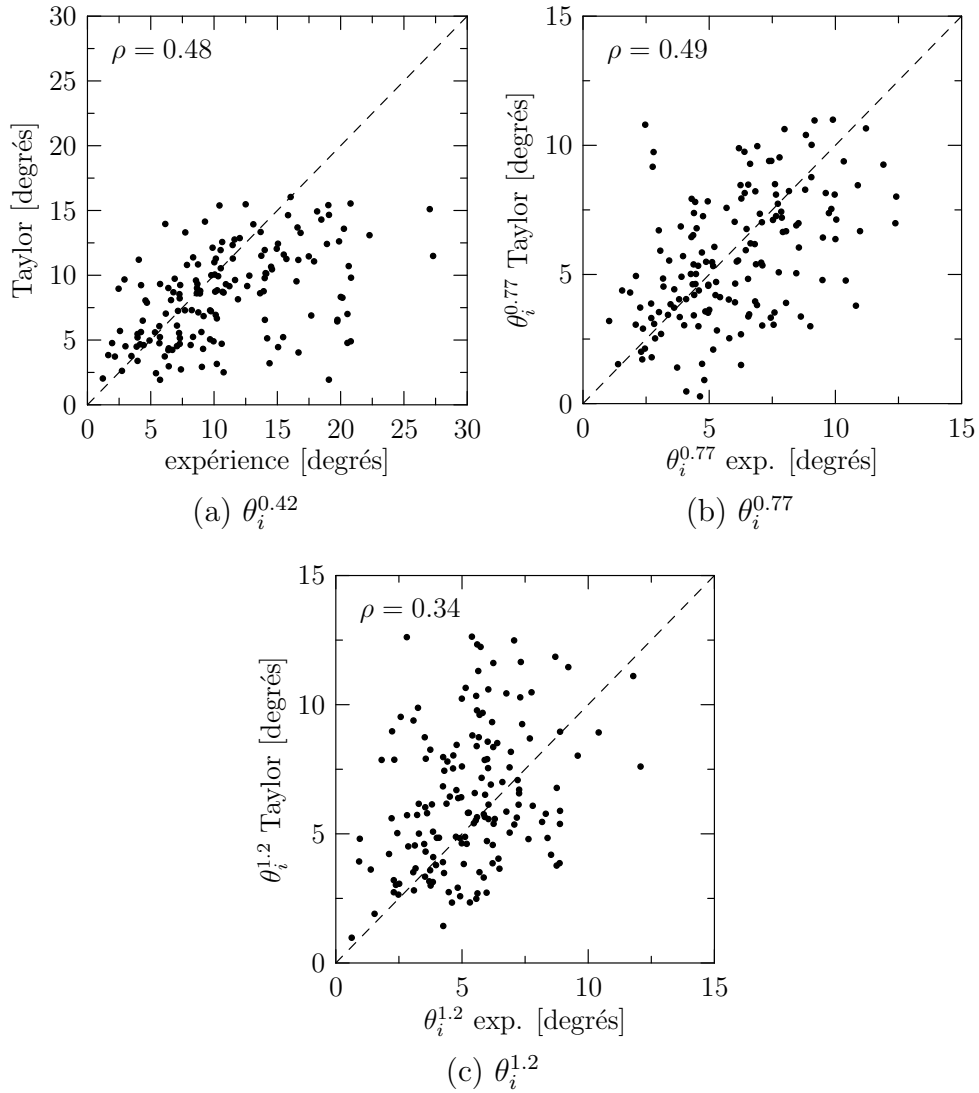 ρ = 0.48
Taylor [degrés]
30
25
20
15
10
5
0
0 5 10 15 20 25 30
expérience [degrés]
(a) θ_i^{0.42}
ρ = 0.49
θ_i^{0.77} Taylor [degrés]
15
10
5
0
0 5 10 15
θ_i^{0.77} exp. [degrés]
(b) θ_i^{0.77}
ρ = 0.34
θ_i^{1.2} Taylor [degrés]
15
10
5
0
0 5 10 15
θ_i^{1.2} exp. [degrés]
(c) θ_i^{1.2}